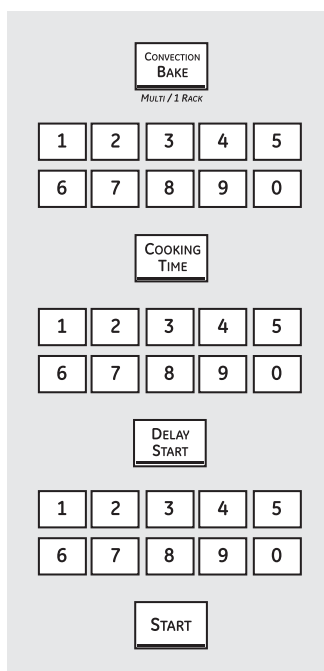 CONVECTION
BAKE
MULTI / 1 RACK
1 2 3 4 5
6 7 8 9 0
COOKING
TIME
1 2 3 4 5
6 7 8 9 0
DELAY
START
1 2 3 4 5
6 7 8 9 0
START